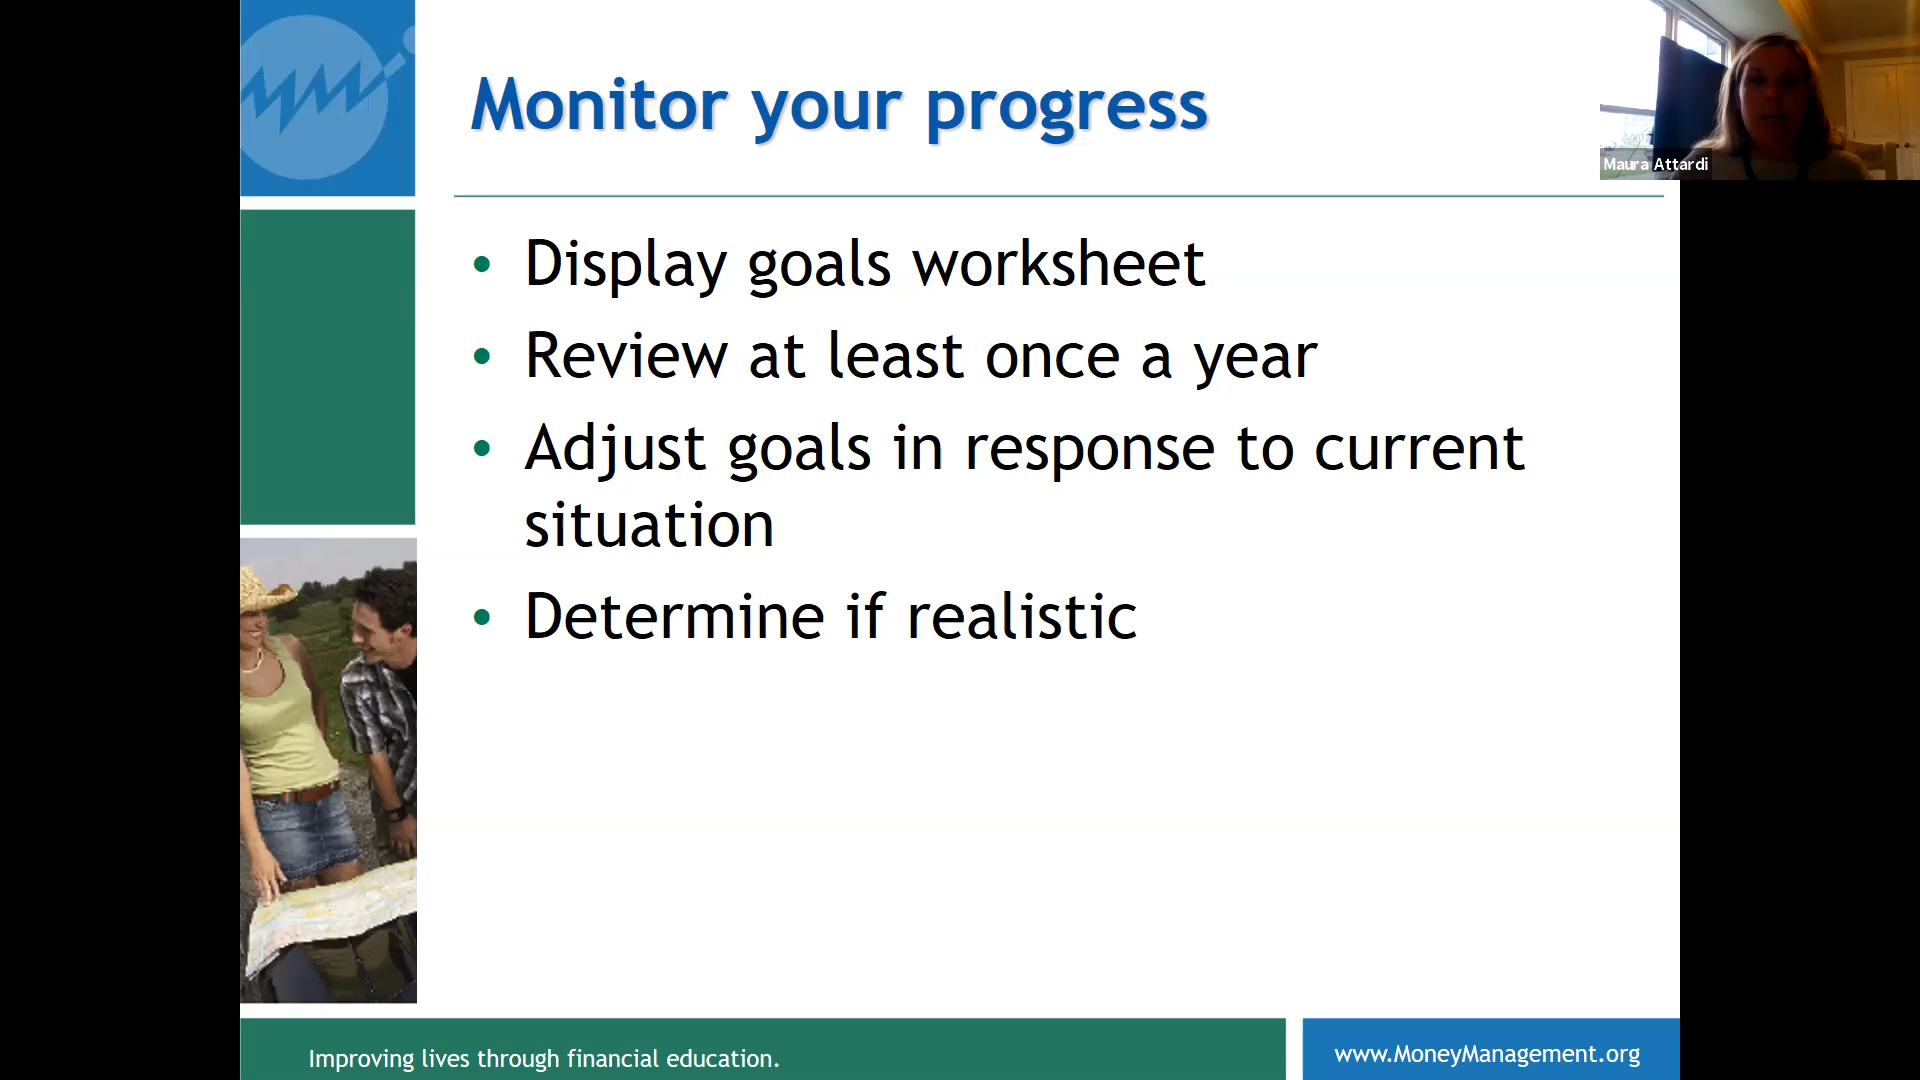 Monitor your progress
Maura Attardi
• Display goals worksheet
• Review at least once a year
• Adjust goals in response to current
situation
• Determine if realistic
Improving lives through financial education.
www.MoneyManagement.org